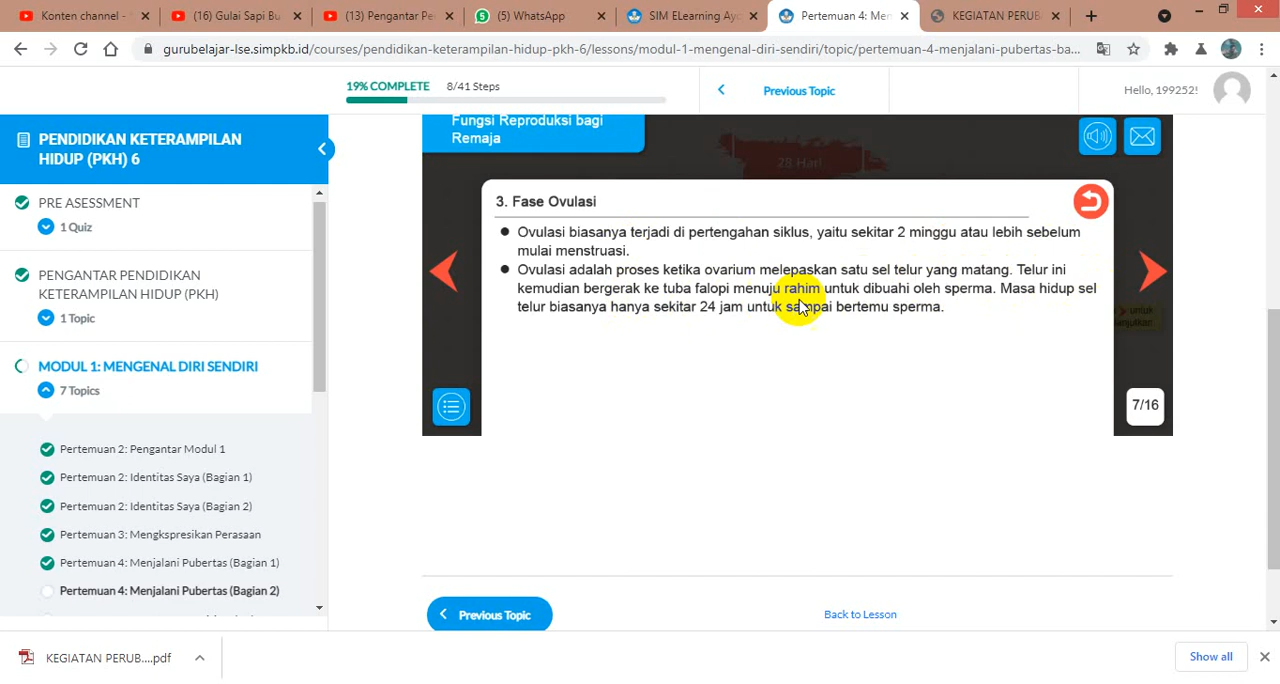 Konten channel -
(16) Gulai Sapi Bu
(13) Pengantar Pe
(5) WhatsApp
SIM ELearning Ay
Pertemuan 4: Men
KEGIATAN PERUB
gurubelajar-lse.simpkb.id/courses/pendidikan-keterampilan-hidup-pkh-6/lessons/modul-1-mengenal-diri-sendiri/topic/pertemuan-4-menjalani-pubertas-ba...
19% COMPLETE
8/41 Steps
Previous Topic
Hello, 199252!
PENDIDIKAN KETERAMPILAN
HIDUP (PKH) 6
PRE ASESSMENT
1 Quiz
PENGANTAR PENDIDIKAN
KETERAMPILAN HIDUP (PKH)
1 Topic
MODUL 1: MENGENAL DIRI SENDIRI
7 Topics
Pertemuan 2: Pengantar Modul 1
Pertemuan 2: Identitas Saya (Bagian 1)
Pertemuan 2: Identitas Saya (Bagian 2)
Pertemuan 3: Mengkspresikan Perasaan
Pertemuan 4: Menjalani Pubertas (Bagian 1)
Pertemuan 4: Menjalani Pubertas (Bagian 2)
Fungsi Reproduksi bagi
Remaja
28 Hari
3. Fase Ovulasi
● Ovulasi biasanya terjadi di pertengahan siklus, yaitu sekitar 2 minggu atau lebih sebelum
mulai menstruasi.
● Ovulasi adalah proses ketika ovarium melepaskan satu sel telur yang matang. Telur ini
kemudian bergerak ke tuba falopi menuju rahim untuk dibuahi oleh sperma. Masa hidup sel
telur biasanya hanya sekitar 24 jam untuk sampai bertemu sperma.
untuk
7/16
Previous Topic
Back to Lesson
KEGIATAN PERUB....pdf
Show all